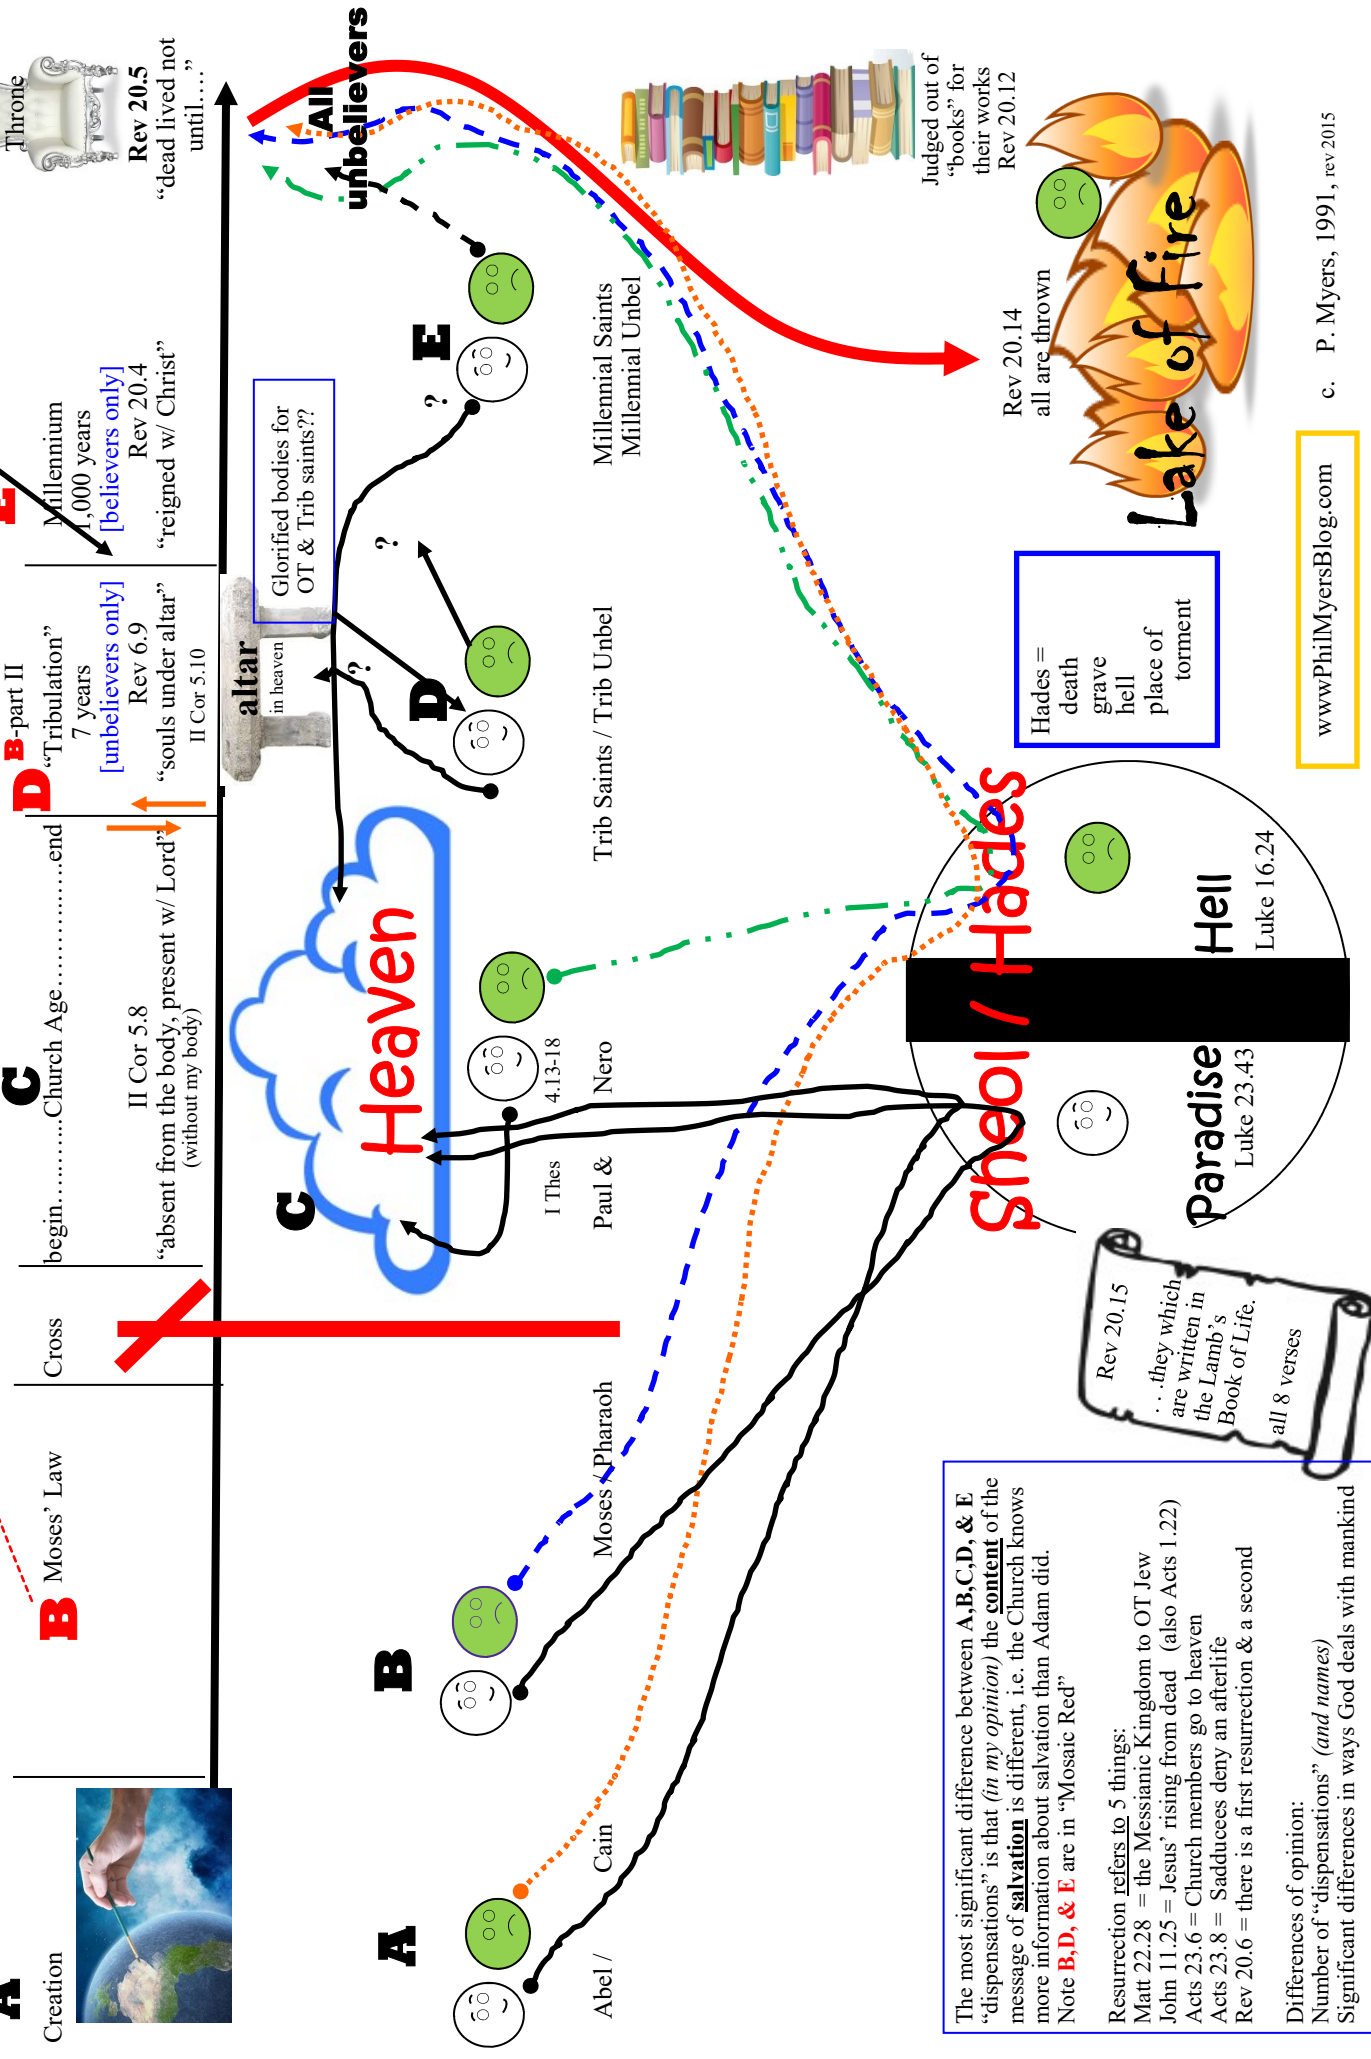 A
Creation
B
Moses’ Law
Cross
C
begin…………Church Age………………end
II Cor 5.8
“absent from the body, present w/ Lord”
(without my body)
D B-part II
“Tribulation”
7 years
[unbelievers only]
Rev 6.9
“souls under altar”
II Cor 5.10
E
Millennium
1,000 years
[believers only]
Rev 20.4
“reigned w/ Christ”
Throne
Rev 20.5
“dead lived not
until….”
altar
in heaven
Glorified bodies for
OT & Trib saints??
All
unbelievers
C
Heaven
A
B
D
E
?
?
?
Abel / Cain
Moses / Pharaoh
I Thes 4.13-18
Paul & Nero
Trib Saints / Trib Unbel
Millennial Saints
Millennial Unbel
Judged out of
“books” for
their works
Rev 20.12
Sheol / Hades
Paradise
Luke 23.43
Hell
Luke 16.24
Hades =
death
grave
hell
place of
torment
Rev 20.14
all are thrown
Lake of Fire
Rev 20.15
. . .they which
are written in
the Lamb’s
Book of Life.
all 8 verses
The most significant difference between A,B,C,D, & E
“dispensations” is that (in my opinion) the content of the
message of salvation is different, i.e. the Church knows
more information about salvation than Adam did.
Note B,D, & E are in “Mosaic Red”
Resurrection refers to 5 things:
Matt 22.28 = the Messianic Kingdom to OT Jew
John 11.25 = Jesus’ rising from dead (also Acts 1.22)
Acts 23.6 = Church members go to heaven
Acts 23.8 = Sadducees deny an afterlife
Rev 20.6 = there is a first resurrection & a second
Differences of opinion:
Number of “dispensations” (and names)
Significant differences in ways God deals with mankind
wwwPhilMyersBlog.com
c. P. Myers, 1991, rev 2015